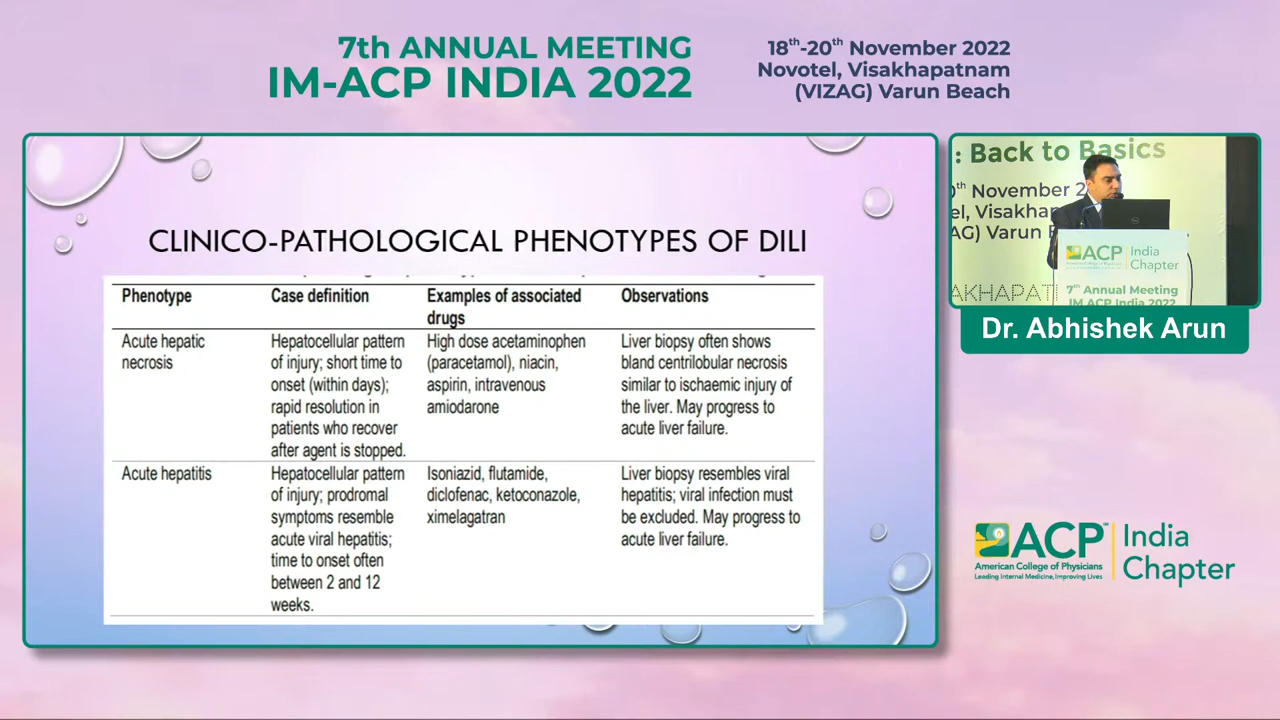 7th ANNUAL MEETING
IM-ACP INDIA 2022
18th-20th November 2022
Novotel, Visakhapatnam
(VIZAG) Varun Beach
CLINICO-PATHOLOGICAL PHENOTYPES OF DILI
Phenotype
Case definition
Examples of associated
drugs
Observations
Acute hepatic
necrosis
Hepatocellular pattern
of injury; short time to
onset (within days);
rapid resolution in
patients who recover
after agent is stopped.
High dose acetaminophen
(paracetamol), niacin,
aspirin, intravenous
amiodarone
Liver biopsy often shows
bland centrilobular necrosis
similar to ischaemic injury of
the liver. May progress to
acute liver failure.
Acute hepatitis
Hepatocellular pattern
of injury; prodromal
symptoms resemble
acute viral hepatitis;
time to onset often
between 2 and 12
weeks.
Isoniazid, flutamide,
diclofenac, ketoconazole,
ximelagatran
Liver biopsy resembles viral
hepatitis; viral infection must
be excluded. May progress to
acute liver failure.
: Back to Basics
0th November 2
el, Visakha
AG) Varun
AKHAPAT
ACP
India
Chapter
7th Annual Meeting
IM ACP India 2022
Dr. Abhishek Arun
ACP
American College of Physicians
Leading Internal Medicine, Improving Lives
India
Chapter